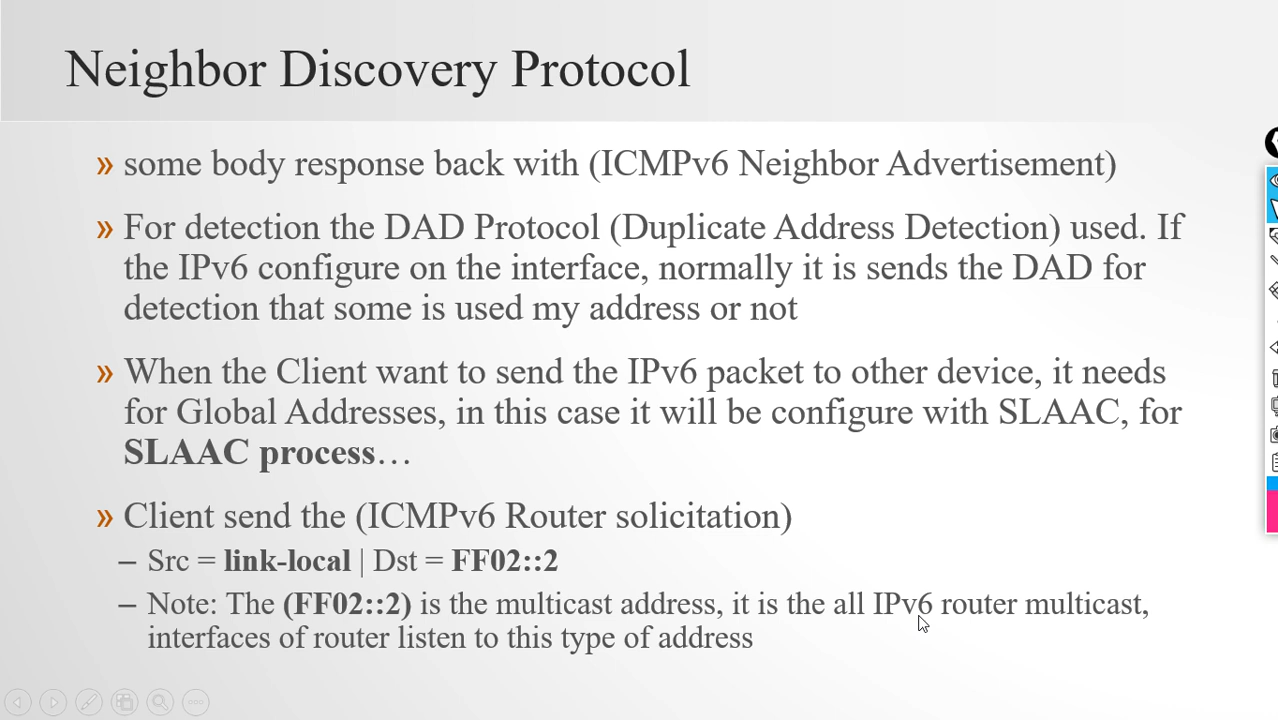 Neighbor Discovery Protocol
» some body response back with (ICMPv6 Neighbor Advertisement)
» For detection the DAD Protocol (Duplicate Address Detection) used. If
the IPv6 configure on the interface, normally it is sends the DAD for
detection that some is used my address or not
» When the Client want to send the IPv6 packet to other device, it needs
for Global Addresses, in this case it will be configure with SLAAC, for
SLAAC process…
» Client send the (ICMPv6 Router solicitation)
– Src = link-local | Dst = FF02::2
– Note: The (FF02::2) is the multicast address, it is the all IPv6 router multicast,
interfaces of router listen to this type of address